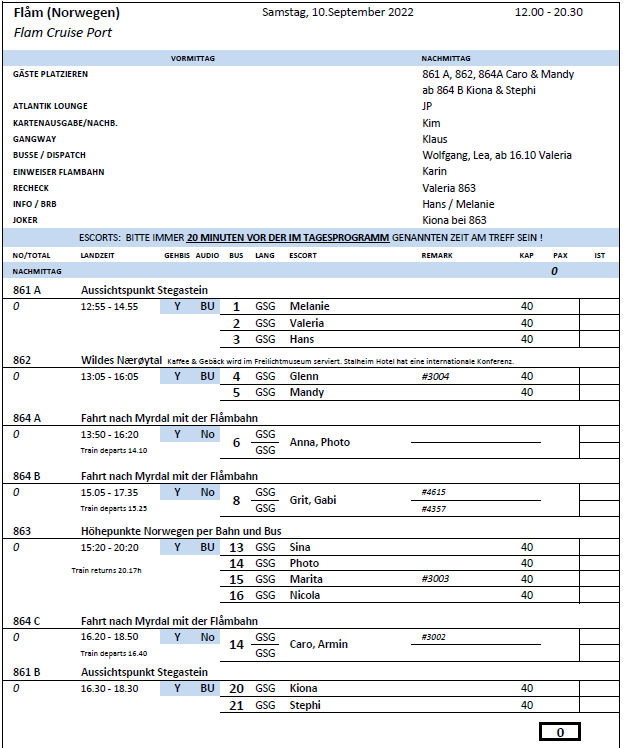 Flåm (Norwegen) Samstag, 10.September 2022 12.00 - 20.30
Flam Cruise Port
VORMITTAG NACHMITTAG
GÄSTE PLATZIEREN 861 A, 862, 864A Caro & Mandy
ab 864 B Kiona & Stephi
ATLANTIK LOUNGE JP
KARTENAUSGABE/NACHB. Kim
GANGWAY Klaus
BUSSE / DISPATCH Wolfgang, Lea, ab 16.10 Valeria
EINWEISER FLAMBAHN Karin
RECHECK Valeria 863
INFO / BRB Hans / Melanie
JOKER Kiona bei 863
ESCORTS: BITTE IMMER 20 MINUTEN VOR DER IM TAGESPROGRAMM GENANNTEN ZEIT AM TREFF SEIN !
NO/TOTAL LANDZEIT GEHBIS AUDIO BUS LANG ESCORT REMARK KAP PAX IST
NACHMITTAG 0
861 A Aussichtspunkt Stegastein
0 12:55 - 14.55 Y BU 1 GSG Melanie 40
2 GSG Valeria 40
3 GSG Hans 40
862 Wildes Nærøytal Kaffee & Gebäck wird im Freilichtmuseum serviert. Stalheim Hotel hat eine internationale Konferenz.
0 13:05 - 16:05 Y BU 4 GSG Glenn #3004 40
5 GSG Mandy 40
864 A Fahrt nach Myrdal mit der Flåmbahn
0 13:50 - 16:20 Y No 6 GSG Anna, Photo
Train departs 14.10 GSG
864 B Fahrt nach Myrdal mit der Flåmbahn
0 15.05 - 17.35 Y No 8 GSG Grit, Gabi #4615
Train departs 15.25 GSG #4357
863 Höhepunkte Norwegen per Bahn und Bus
0 15:20 - 20:20 Y BU 13 GSG Sina 40
14 GSG Photo 40
Train returns 20.17h 15 GSG Marita #3003 40
16 GSG Nicola 40
864 C Fahrt nach Myrdal mit der Flåmbahn
0 16.20 - 18.50 Y No 14 GSG Caro, Armin #3002
Train departs 16.40 GSG
861 B Aussichtspunkt Stegastein
0 16.30 - 18.30 Y BU 20 GSG Kiona 40
21 GSG Stephi 40
0